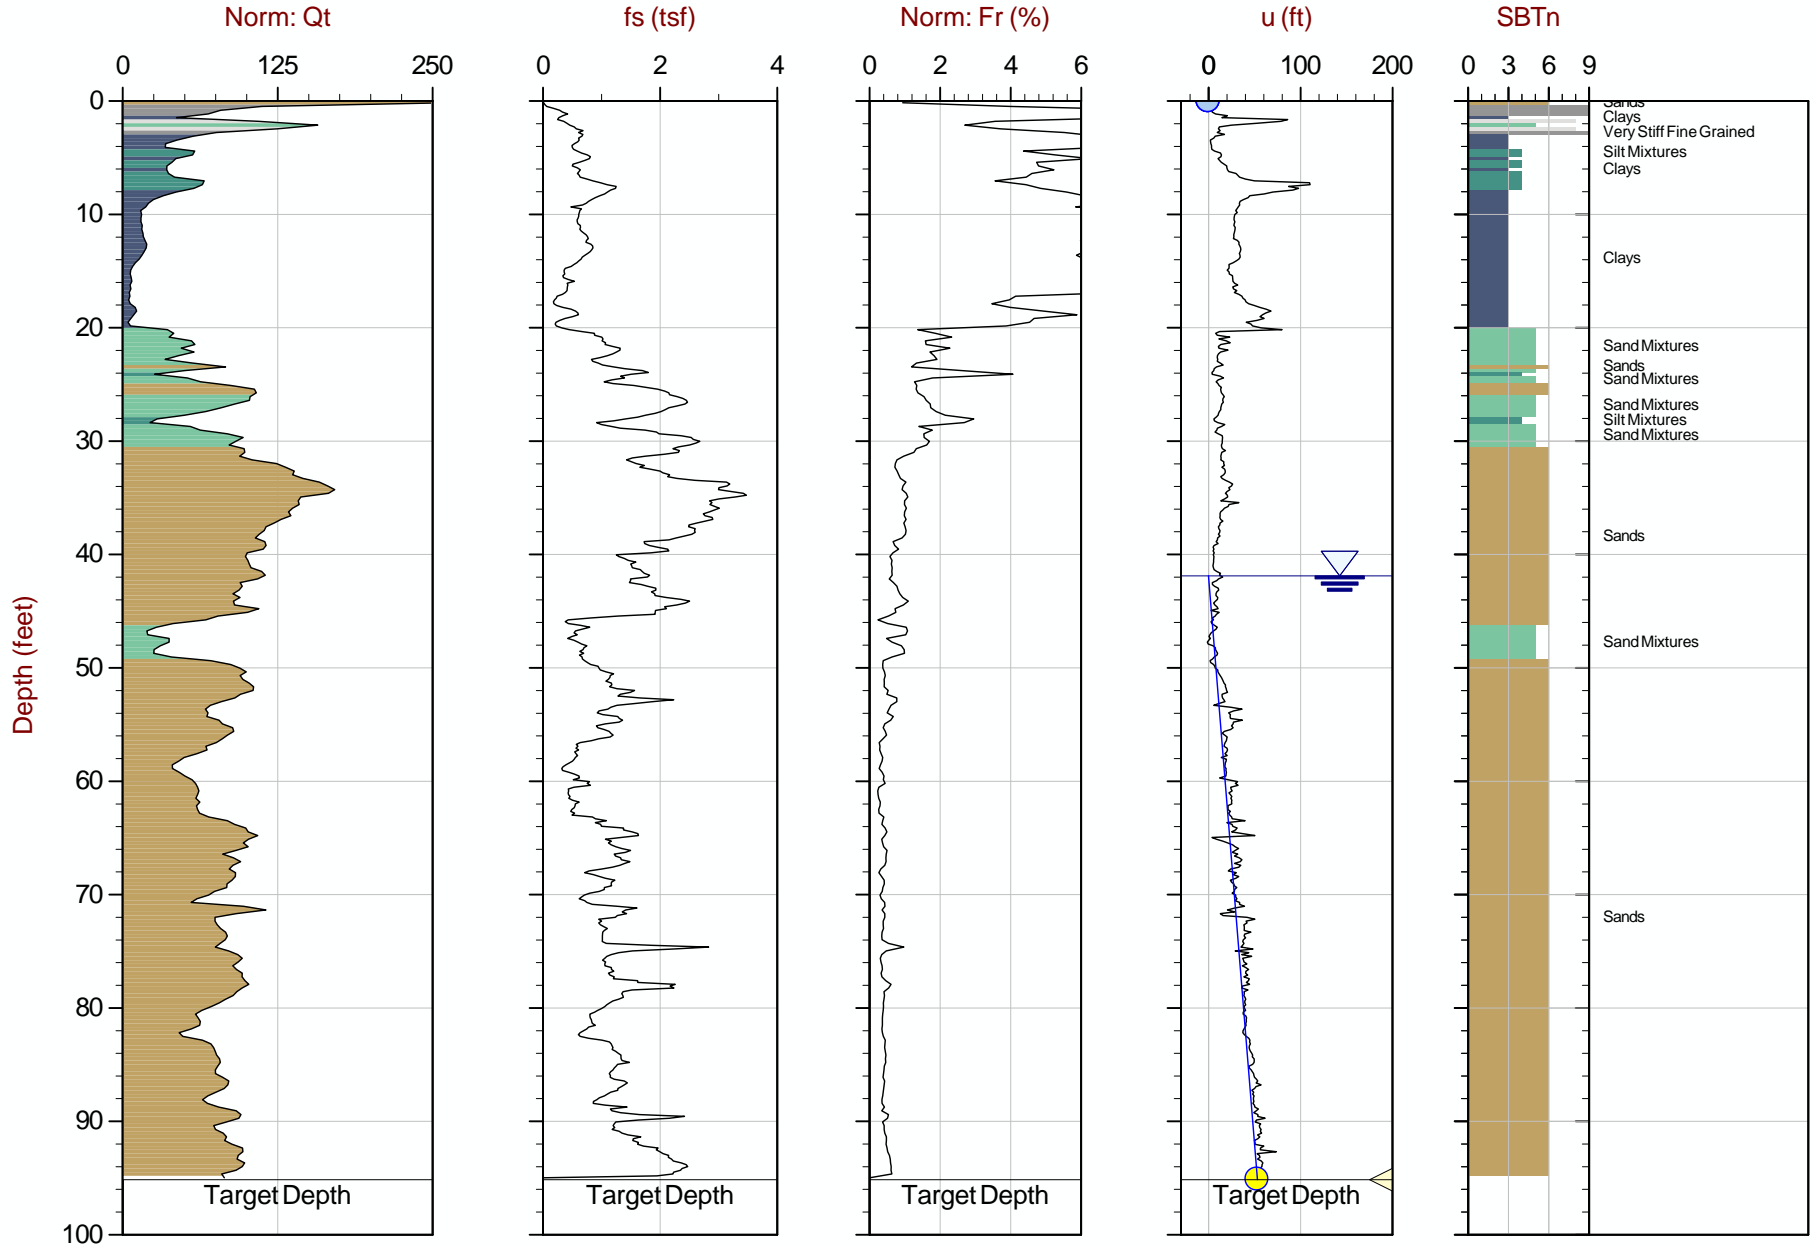 Norm: Qt
fs (tsf)
Norm: Fr (%)
u (ft)
SBTn
0 125 250
0 2 4
0 2 4 6
0 100 200
0 3 6 9
Depth (feet)
0
10
20
30
40
50
60
70
80
90
100
Sands
Clays
Very Stiff Fine Grained
Silt Mixtures
Clays
Clays
Sand Mixtures
Sands
Sand Mixtures
Sand Mixtures
Silt Mixtures
Sand Mixtures
Sands
Sand Mixtures
Sands
Target Depth
Target Depth
Target Depth
Target Depth